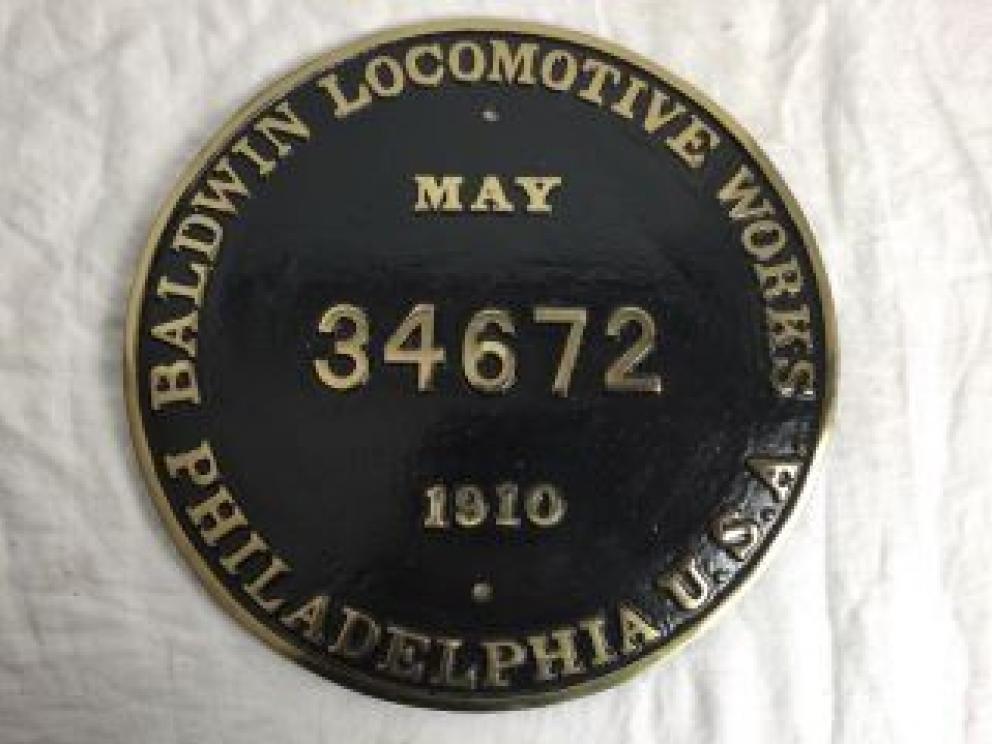 BALDWIN LOCOMOTIVE WORKS
MAY
34672
1910
PHILADELPHIA U.S.A.